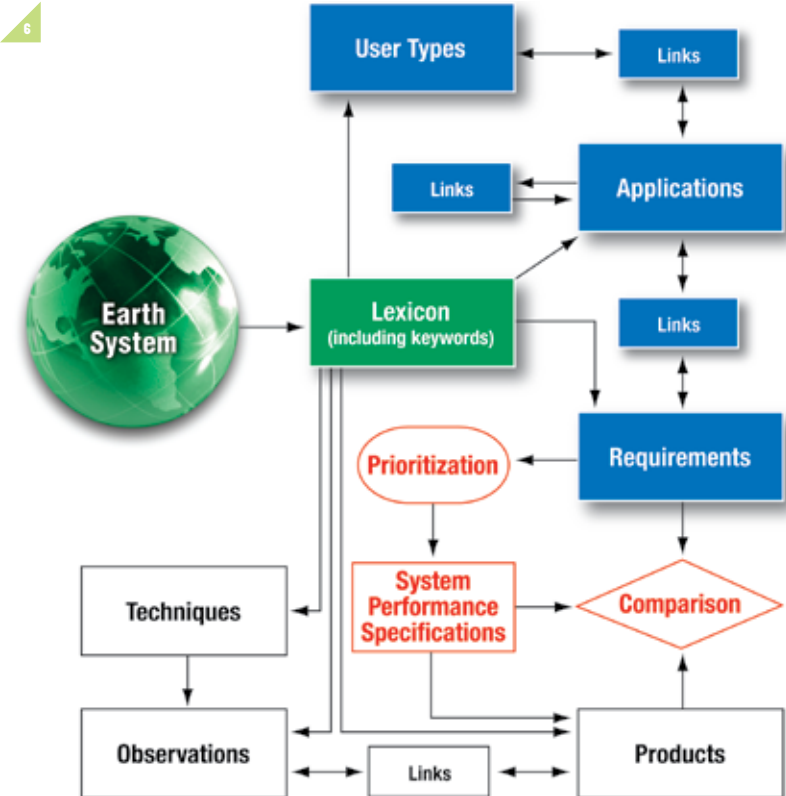 6
User Types
Links
Applications
Links
Earth
System
Lexicon
(including keywords)
Links
Prioritization
Requirements
System
Performance
Specifications
Comparison
Techniques
Observations
Links
Products